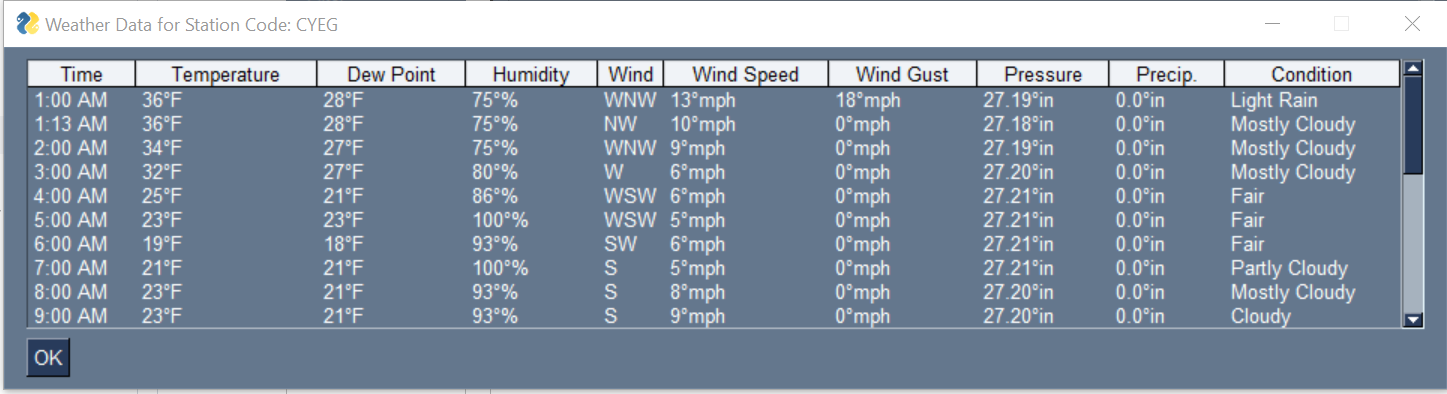 Weather Data for Station Code: CYEG
Time Temperature Dew Point Humidity Wind Wind Speed Wind Gust Pressure Precip. Condition
1:00 AM 36°F 28°F 75°% WNW 13°mph 18°mph 27.19°in 0.0°in Light Rain
1:13 AM 36°F 28°F 75°% NW 10°mph 0°mph 27.18°in 0.0°in Mostly Cloudy
2:00 AM 34°F 27°F 75°% WNW 9°mph 0°mph 27.19°in 0.0°in Mostly Cloudy
3:00 AM 32°F 27°F 80°% W 6°mph 0°mph 27.20°in 0.0°in Mostly Cloudy
4:00 AM 25°F 21°F 86°% WSW 6°mph 0°mph 27.21°in 0.0°in Fair
5:00 AM 23°F 23°F 100°% WSW 5°mph 0°mph 27.21°in 0.0°in Fair
6:00 AM 19°F 18°F 93°% SW 6°mph 0°mph 27.21°in 0.0°in Fair
7:00 AM 21°F 21°F 100°% S 5°mph 0°mph 27.21°in 0.0°in Partly Cloudy
8:00 AM 23°F 21°F 93°% S 8°mph 0°mph 27.20°in 0.0°in Mostly Cloudy
9:00 AM 23°F 21°F 93°% S 9°mph 0°mph 27.20°in 0.0°in Cloudy
OK